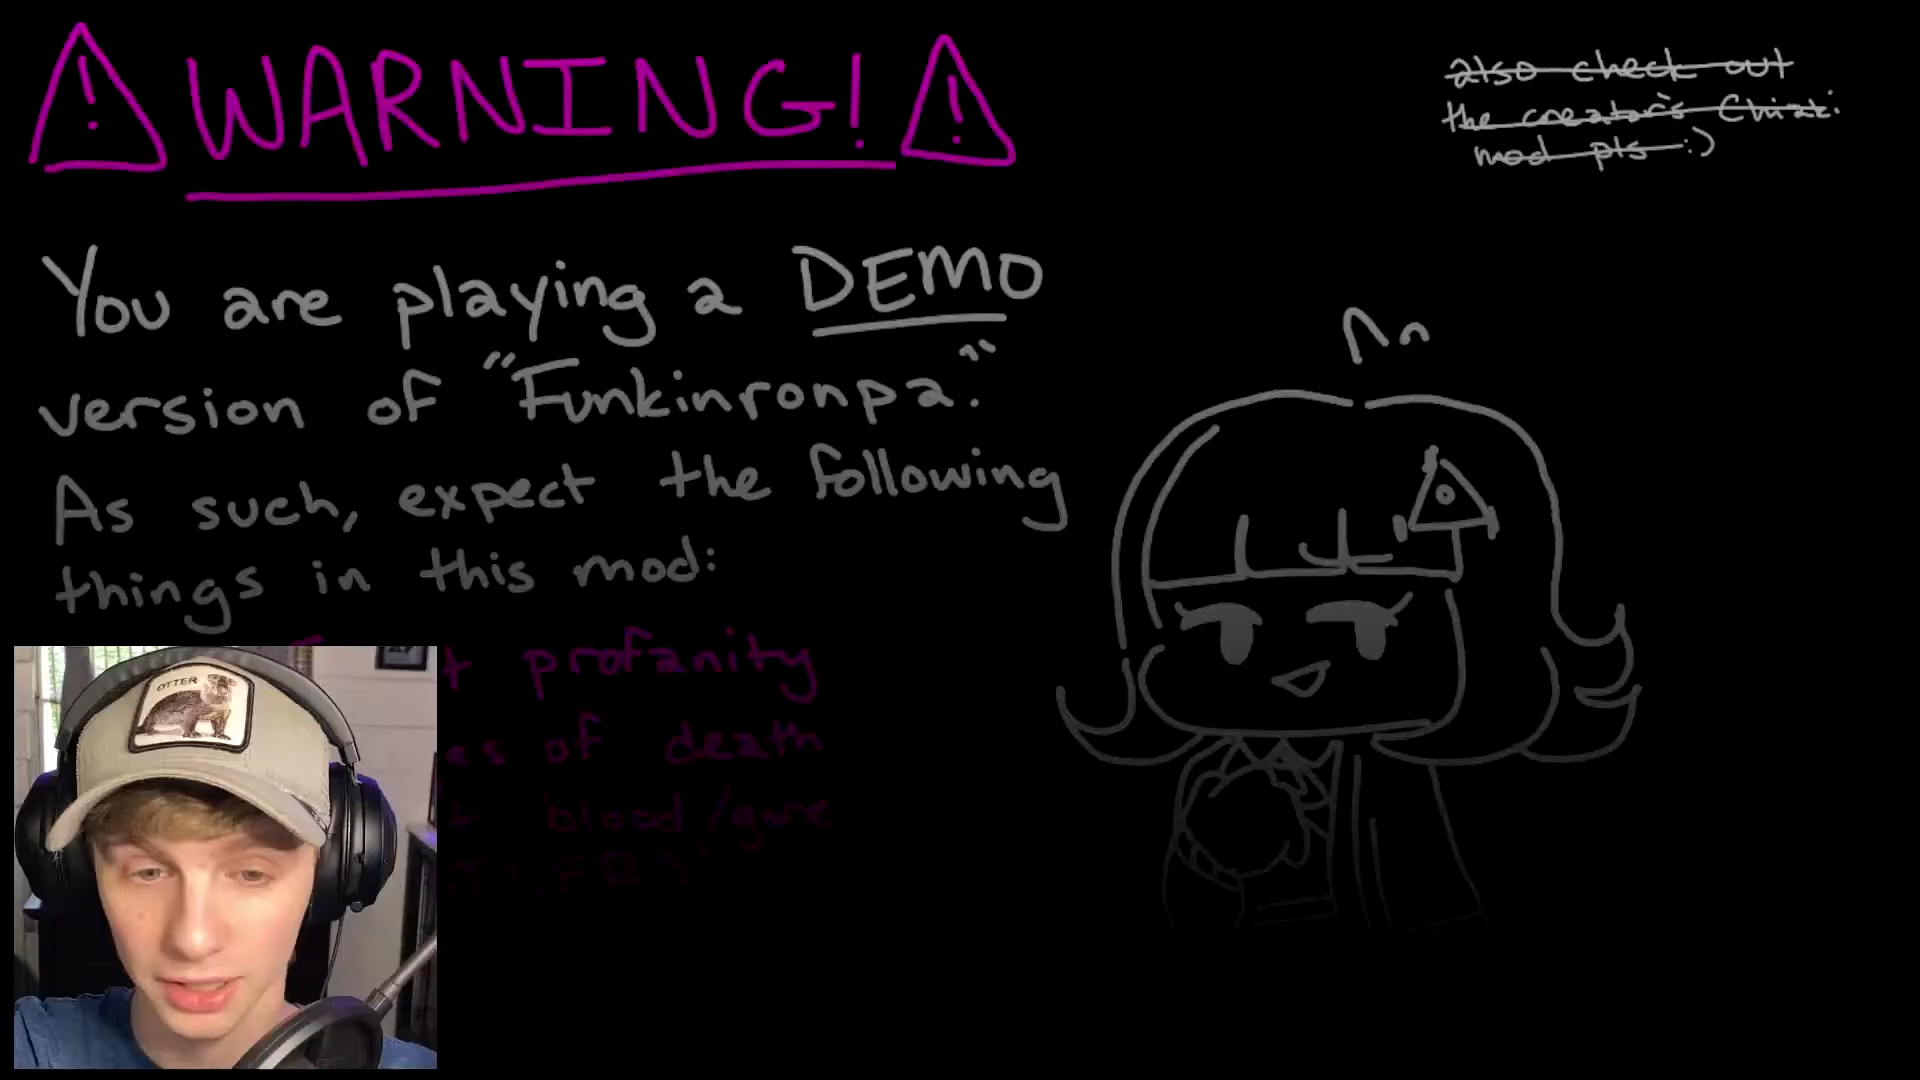 WARNING!
also check out
the creator's Chiaki
mod pls :)
You are playing a DEMO
version of "Funkinronpa."
As such, expect the following
things in this mod:
profanity
of death
blood/gore
OTTER